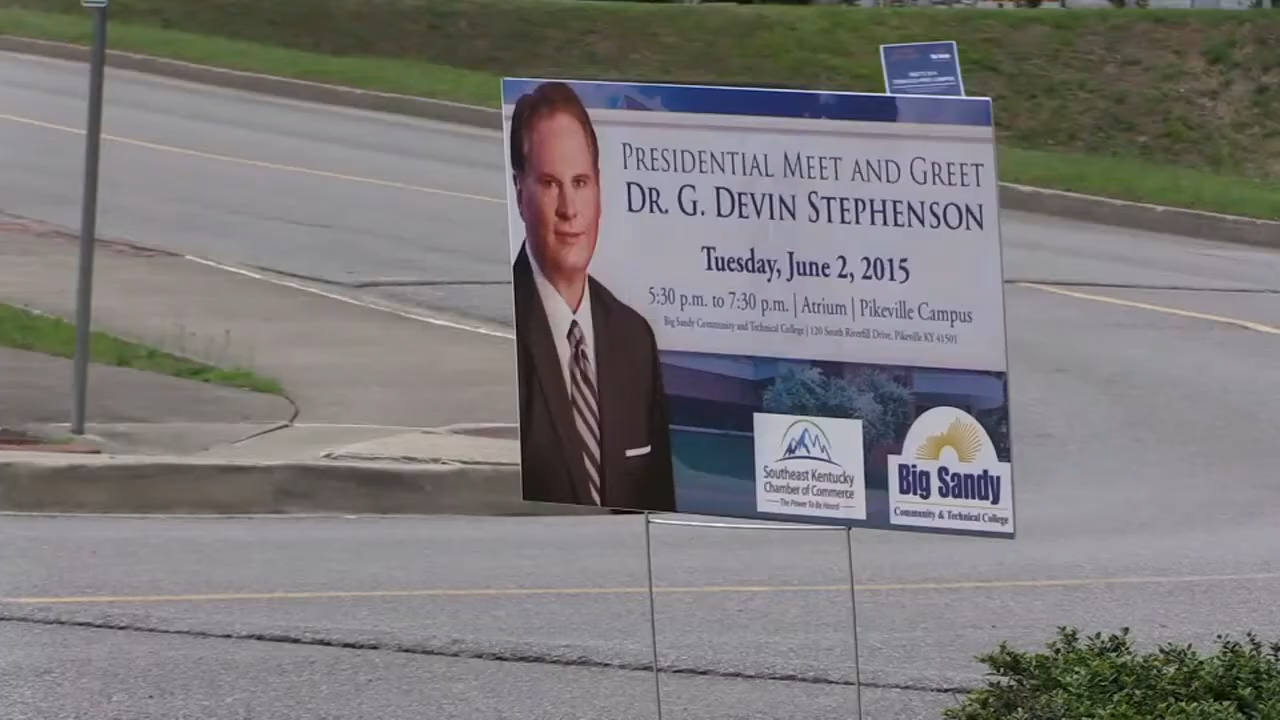 PRESIDENTIAL MEET AND GREET
DR. G. DEVIN STEPHENSON
Tuesday, June 2, 2015
5:30 p.m. to 7:30 p.m. | Atrium | Pikeville Campus
Big Sandy Community and Technical College | 120 South Riverfill Drive, Pikeville KY 41501
Southeast Kentucky
Chamber of Commerce
The Power To Be Heard
Big Sandy
Community & Technical College